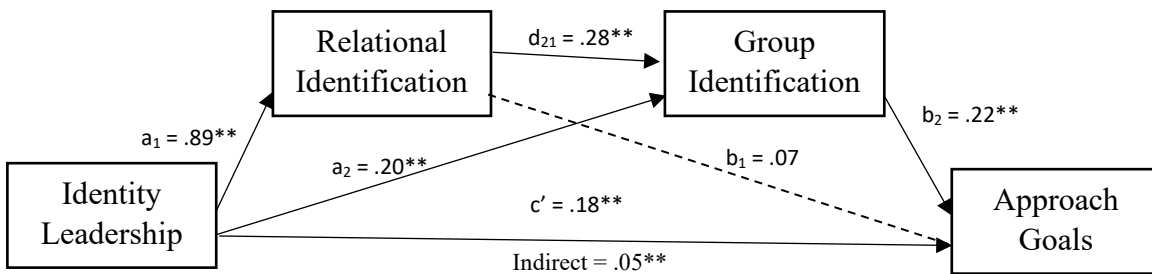 Relational
Identification
d21 = .28**
Group
Identification
a1 = .89**
a2 = .20**
b1 = .07
b2 = .22**
Identity
Leadership
c’ = .18**
Approach
Goals
Indirect = .05**